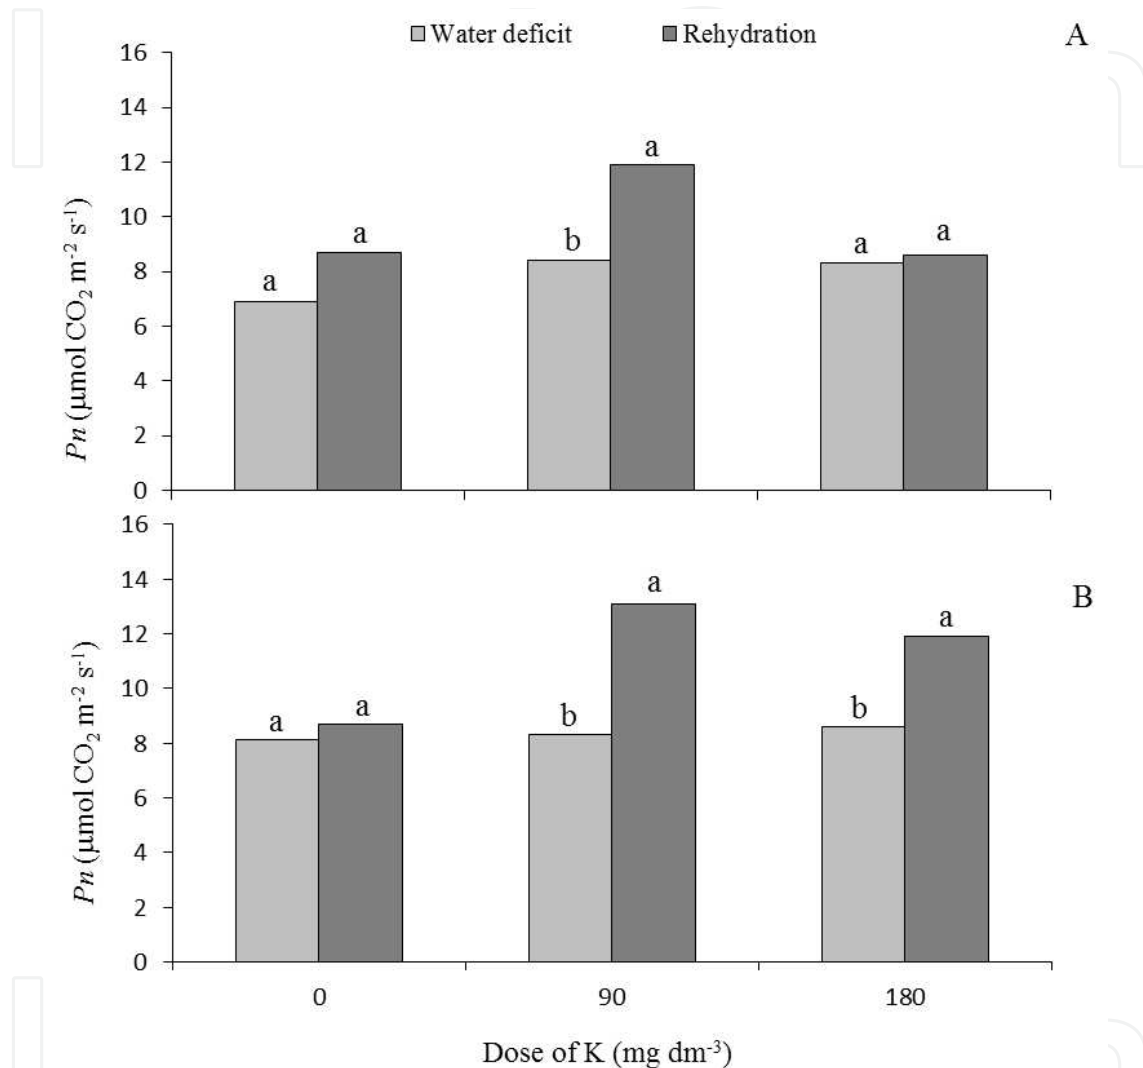 Water deficit Rehydration A
16
14
12
10
8
6
4
2
0
Pn (µmol CO₂ m⁻² s⁻¹)
a a b a a a
B
16
14
12
10
8
6
4
2
0
Pn (µmol CO₂ m⁻² s⁻¹)
a a b a b a
0 90 180
Dose of K (mg dm⁻³)